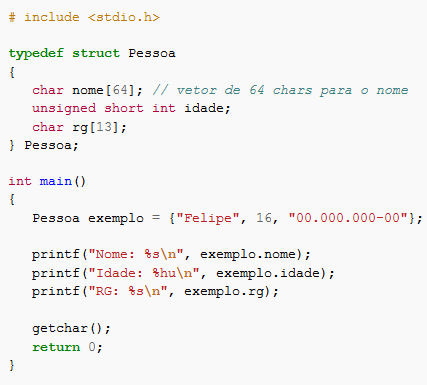 # include <stdio.h>
typedef struct Pessoa
{
char nome[64]; // vetor de 64 chars para o nome
unsigned short int idade;
char rg[13];
} Pessoa;
int main()
{
Pessoa exemplo = {"Felipe", 16, "00.000.000-00"};
printf("Nome: %s\n", exemplo.nome);
printf("Idade: %hu\n", exemplo.idade);
printf("RG: %s\n", exemplo.rg);
getchar();
return 0;
}